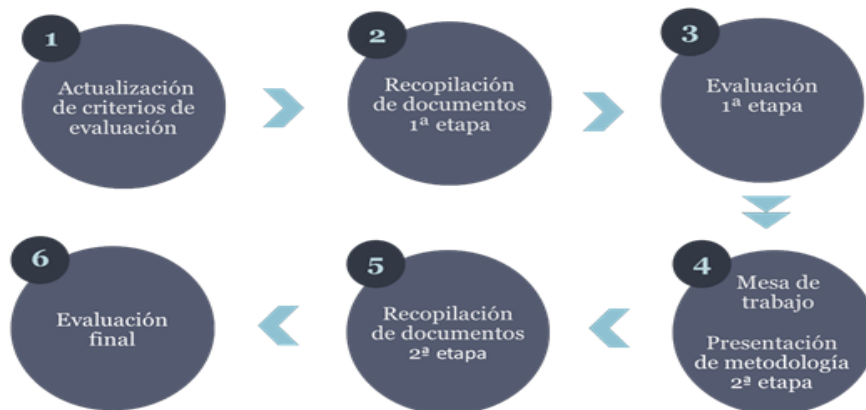 1
Actualización
de criterios de
evaluación
2
Recopilación
de documentos
1ª etapa
3
Evaluación
1ª etapa
4
Mesa de
trabajo
Presentación
de metodología
2ª etapa
5
Recopilación
de documentos
2ª etapa
6
Evaluación
final